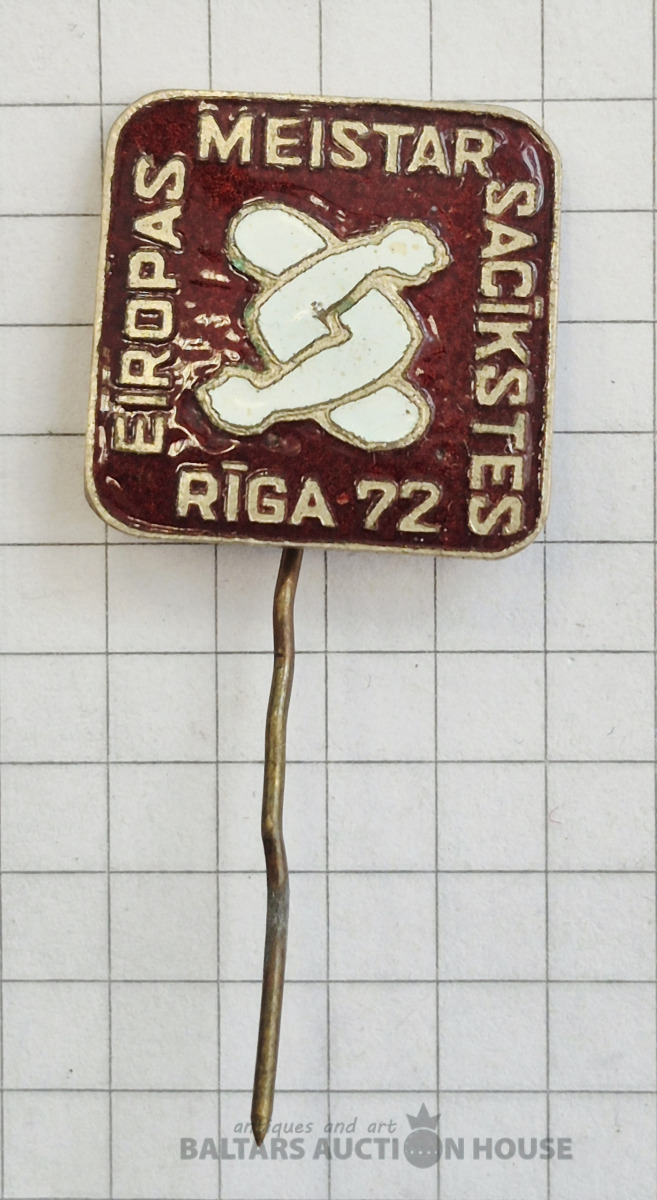 EIROPAS
MEISTAR
SACĪKSTES
RĪGA 72
antiques and art
BALTARS AUCTION HOUSE